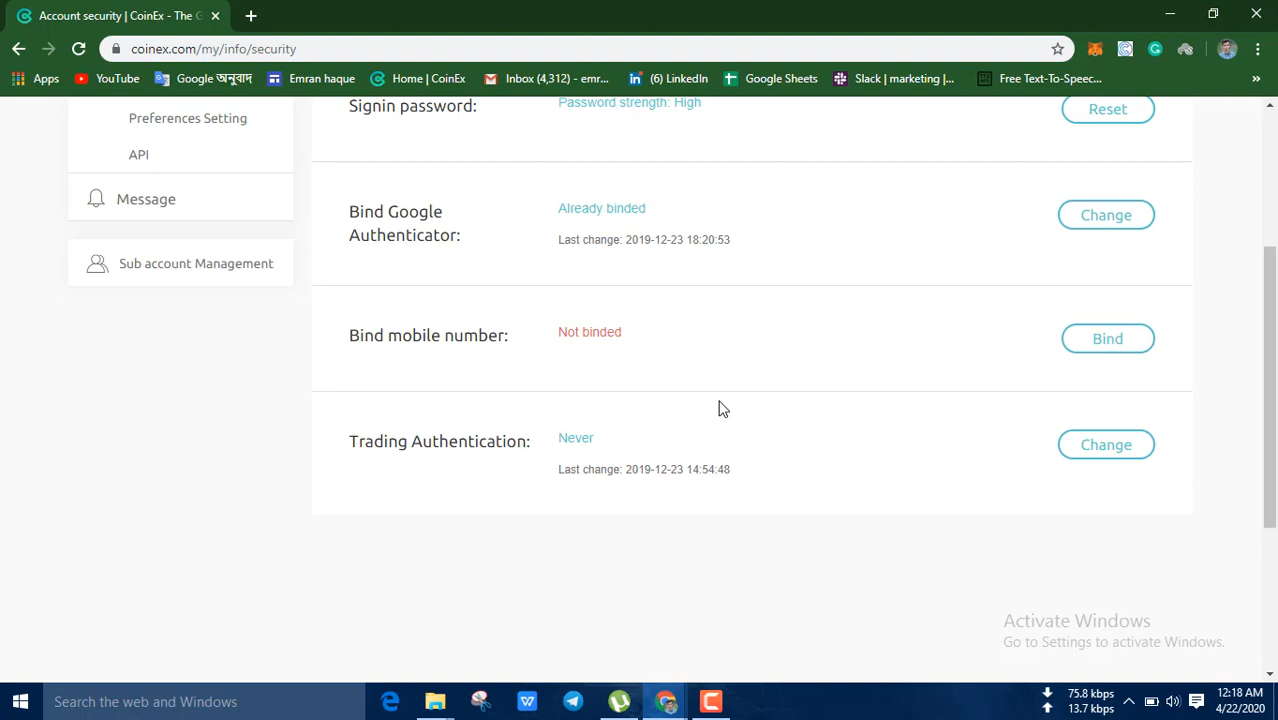 Account security | CoinEx - The G
coinex.com/my/info/security
Apps
YouTube
Google অনুবাদ
Emran haque
Home | CoinEx
Inbox (4,312) - emr...
(6) LinkedIn
Google Sheets
Slack | marketing |...
Free Text-To-Speec...
»
Preferences Setting
API
Message
Sub account Management
Signin password:
Password strength: High
Reset
Bind Google
Authenticator:
Already binded
Last change: 2019-12-23 18:20:53
Change
Bind mobile number:
Not binded
Bind
Trading Authentication:
Never
Last change: 2019-12-23 14:54:48
Change
Activate Windows
Go to Settings to activate Windows.
Search the web and Windows
75.8 kbps
13.7 kbps
12:18 AM
4/22/2020